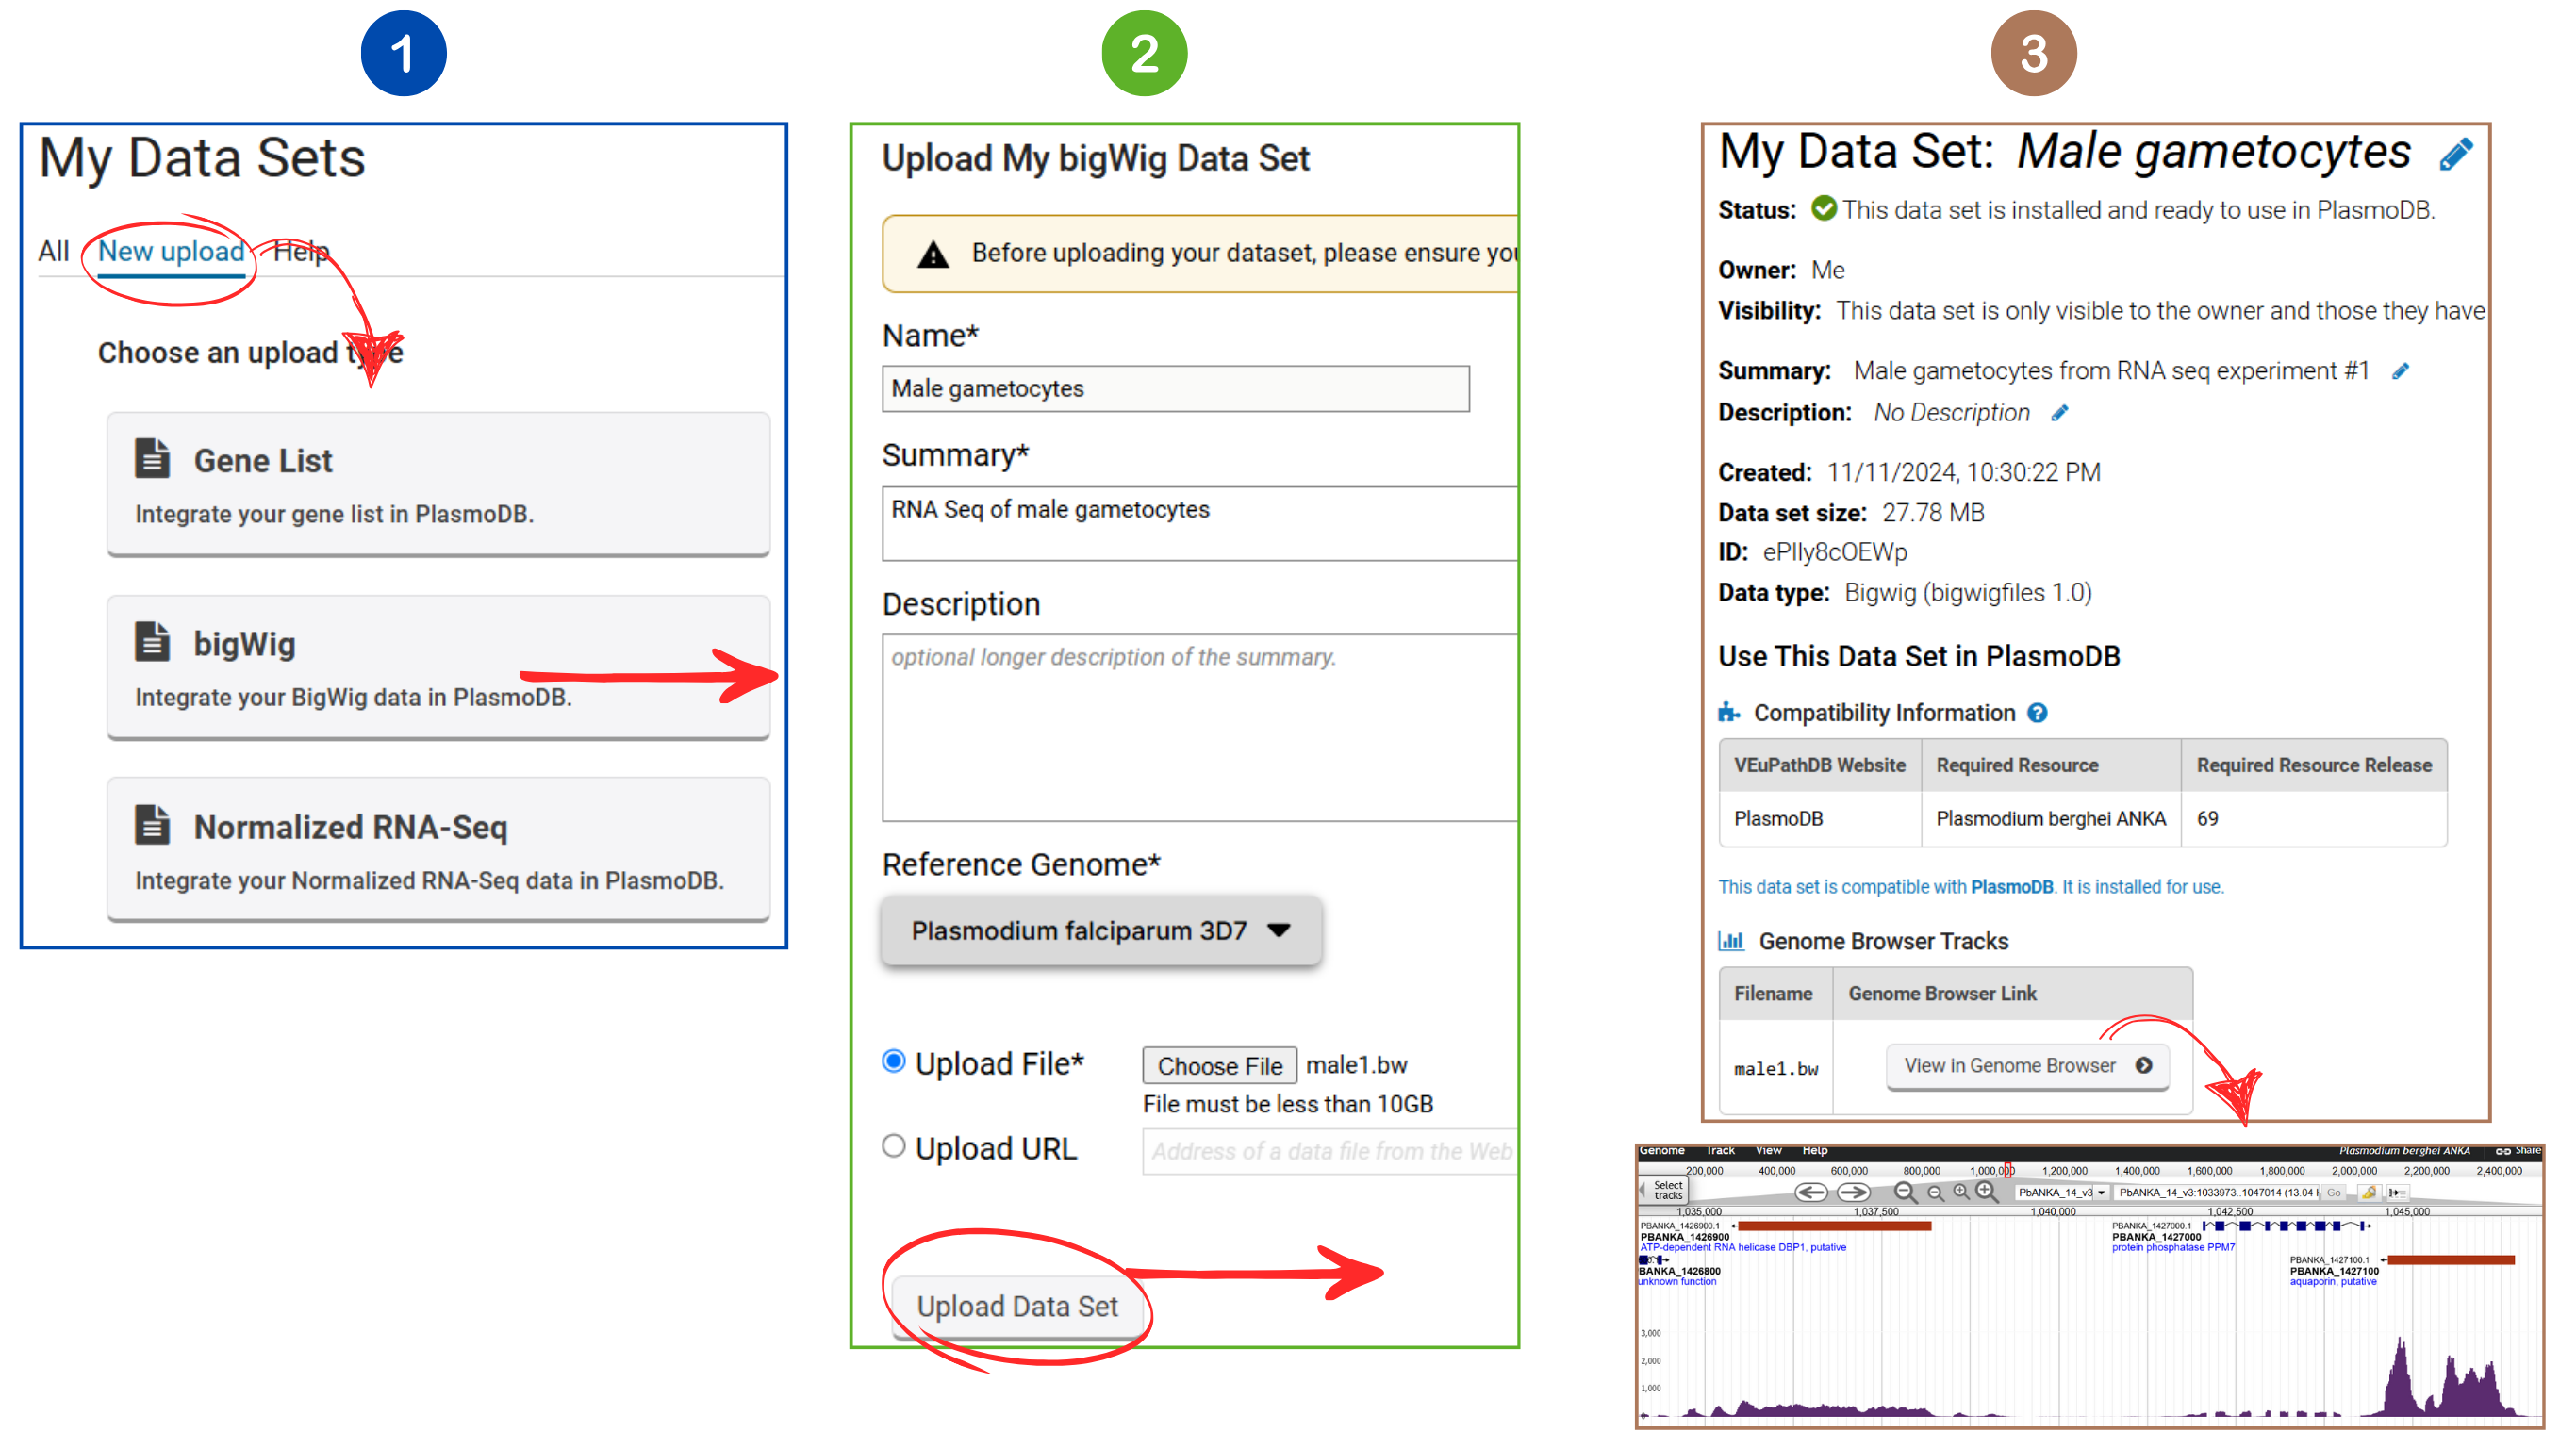 1
My Data Sets
All New upload Help
Choose an upload type
Gene List
Integrate your gene list in PlasmoDB.
bigWig
Integrate your BigWig data in PlasmoDB.
Normalized RNA-Seq
Integrate your Normalized RNA-Seq data in PlasmoDB.
2
Upload My bigWig Data Set
Before uploading your dataset, please ensure you
Name*
Male gametocytes
Summary*
RNA Seq of male gametocytes
Description
optional longer description of the summary.
Reference Genome*
Plasmodium falciparum 3D7
Upload File* Choose File male1.bw
File must be less than 10GB
Upload URL Address of a data file from the Web
Upload Data Set
3
My Data Set: Male gametocytes
Status: This data set is installed and ready to use in PlasmoDB.
Owner: Me
Visibility: This data set is only visible to the owner and those they have
Summary: Male gametocytes from RNA seq experiment #1
Description: No Description
Created: 11/11/2024, 10:30:22 PM
Data set size: 27.78 MB
ID: ePlly8cOEWp
Data type: Bigwig (bigwigfiles 1.0)
Use This Data Set in PlasmoDB
Compatibility Information
VEuPathDB Website Required Resource Required Resource Release
PlasmoDB Plasmodium berghei ANKA 69
This data set is compatible with PlasmoDB. It is installed for use.
Genome Browser Tracks
Filename Genome Browser Link
male1.bw View in Genome Browser
Genome Track View Help Plasmodium berghei ANKA Share
200,000 400,000 600,000 800,000 1,000,000 1,200,000 1,400,000 1,600,000 1,800,000 2,000,000 2,200,000 2,400,000
Select tracks PbANKA_14_v3 PbANKA_14_v3:1033973..1047014 (13.04 Go
1,035,000 1,037,500 1,040,000 1,042,500 1,045,000
PBANKA_1426900.1 PBANKA_1427000.1
PBANKA_1426900 PBANKA_1427000
ATP-dependent RNA helicase DBP1, putative protein phosphatase PPM7
PBANKA_1427100.1
BANKA_1426800 PBANKA_1427100
unknown function aquaporin, putative
3,000
2,000
1,000